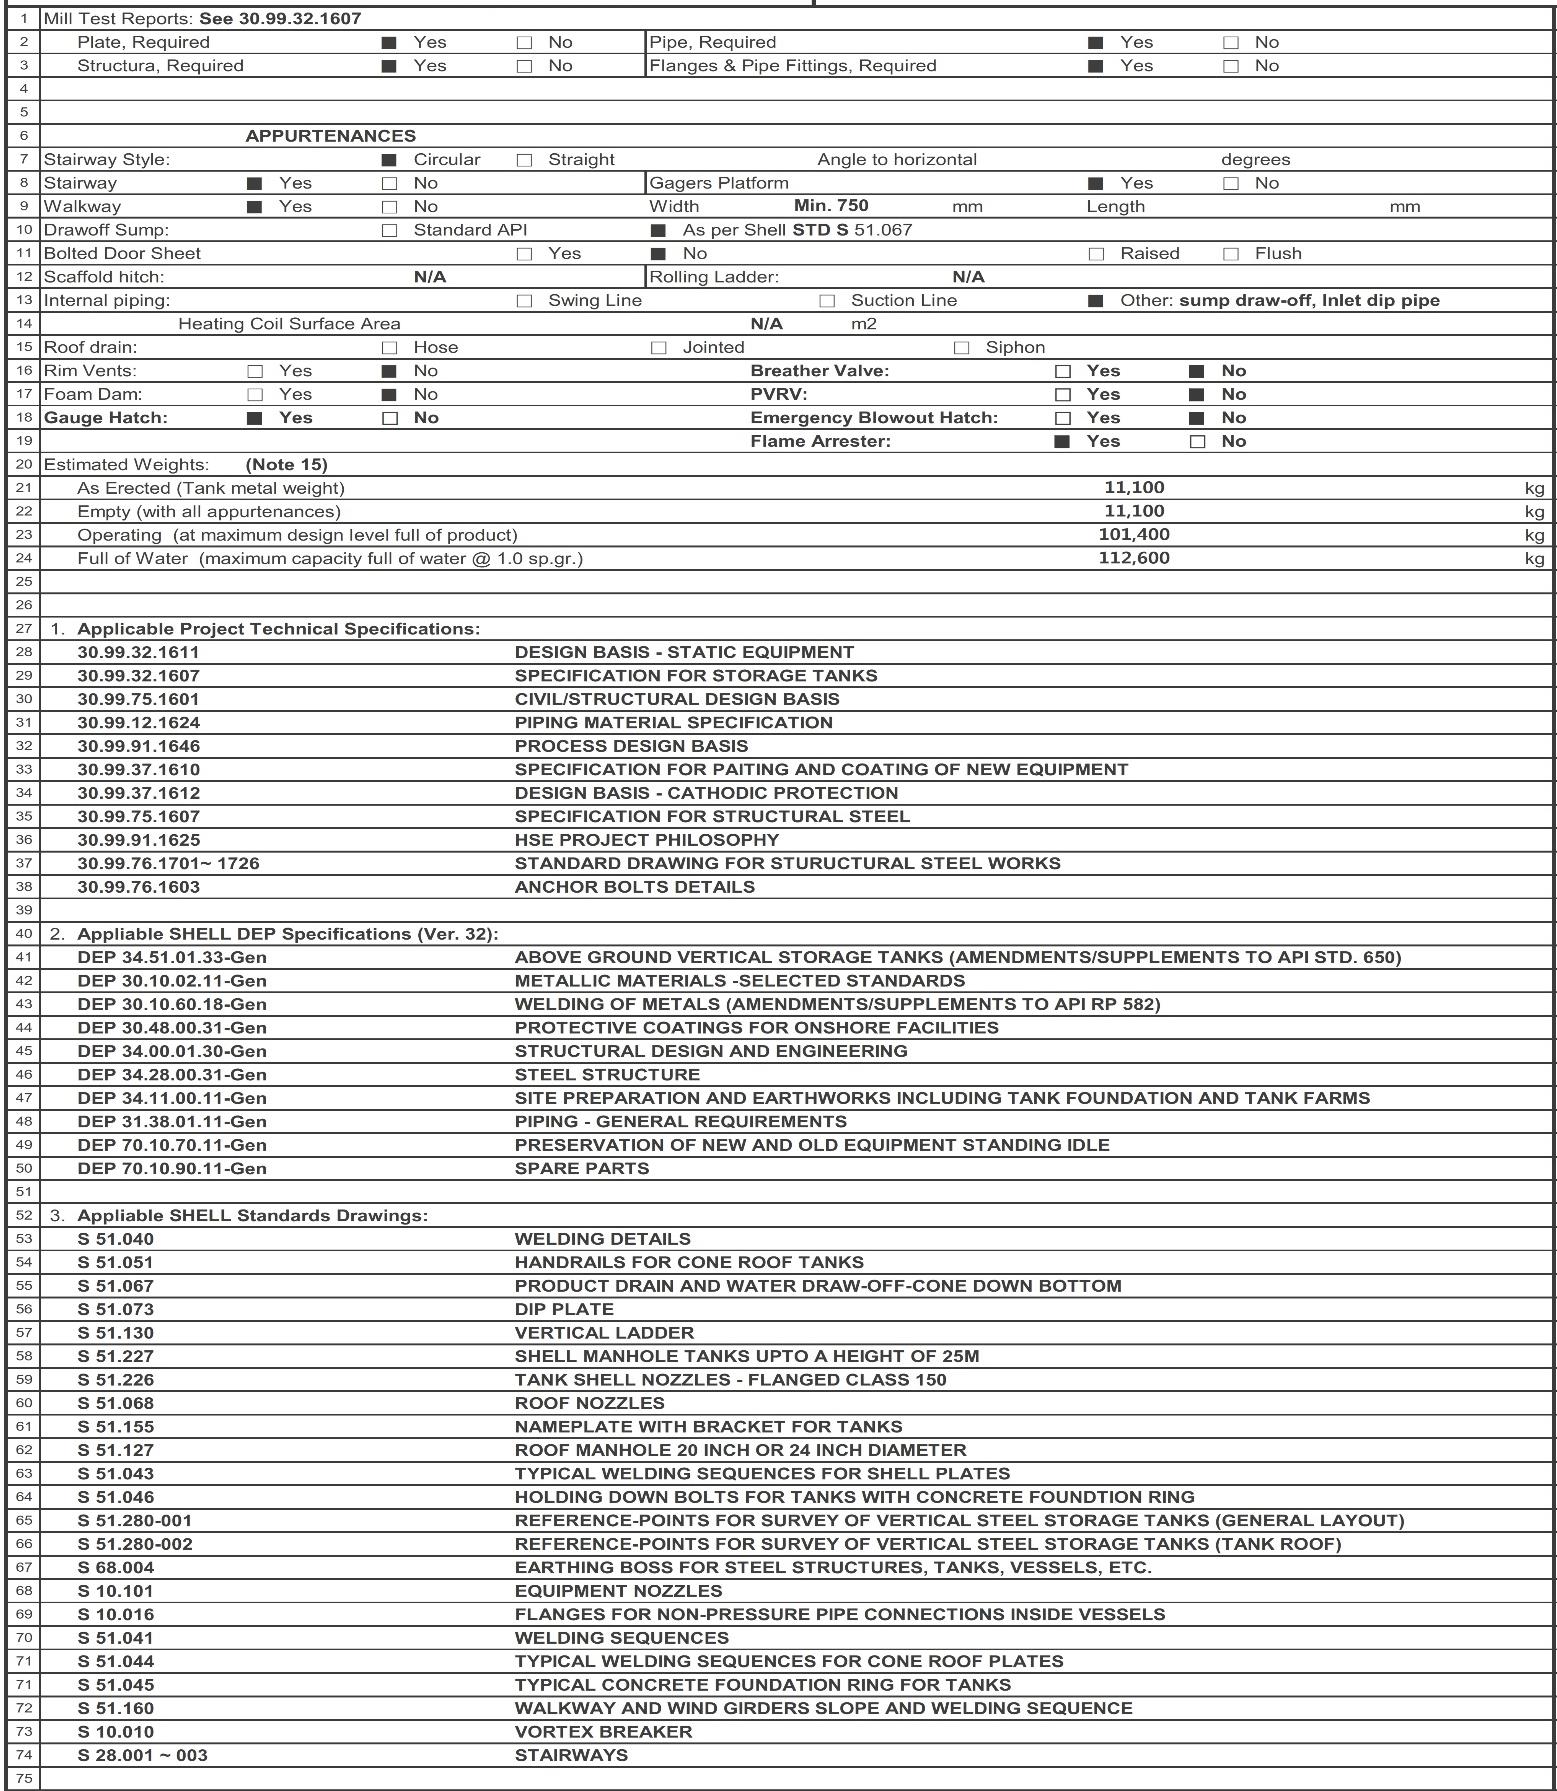 1 Mill Test Reports: See 30.99.32.1607
2 Plate, Required ■ Yes □ No Pipe, Required ■ Yes □ No
3 Structura, Required ■ Yes □ No Flanges & Pipe Fittings, Required ■ Yes □ No
4
5
6 APPURTENANCES
7 Stairway Style: ■ Circular □ Straight Angle to horizontal degrees
8 Stairway ■ Yes □ No Gagers Platform ■ Yes □ No
9 Walkway ■ Yes □ No Width Min. 750 mm Length mm
10 Drawoff Sump: □ Standard API ■ As per Shell STD S 51.067
11 Bolted Door Sheet □ Yes ■ No □ Raised □ Flush
12 Scaffold hitch: N/A Rolling Ladder: N/A
13 Internal piping: □ Swing Line □ Suction Line ■ Other: sump draw-off, Inlet dip pipe
14 Heating Coil Surface Area N/A m2
15 Roof drain: □ Hose □ Jointed □ Siphon
16 Rim Vents: □ Yes ■ No Breather Valve: □ Yes ■ No
17 Foam Dam: □ Yes ■ No PVRV: □ Yes ■ No
18 Gauge Hatch: ■ Yes □ No Emergency Blowout Hatch: □ Yes ■ No
19 Flame Arrester: ■ Yes □ No
20 Estimated Weights: (Note 15)
21 As Erected (Tank metal weight) 11,100 kg
22 Empty (with all appurtenances) 11,100 kg
23 Operating (at maximum design level full of product) 101,400 kg
24 Full of Water (maximum capacity full of water @ 1.0 sp.gr.) 112,600 kg
25
26
27 1. Applicable Project Technical Specifications:
28 30.99.32.1611 DESIGN BASIS - STATIC EQUIPMENT
29 30.99.32.1607 SPECIFICATION FOR STORAGE TANKS
30 30.99.75.1601 CIVIL/STRUCTURAL DESIGN BASIS
31 30.99.12.1624 PIPING MATERIAL SPECIFICATION
32 30.99.91.1646 PROCESS DESIGN BASIS
33 30.99.37.1610 SPECIFICATION FOR PAITING AND COATING OF NEW EQUIPMENT
34 30.99.37.1612 DESIGN BASIS - CATHODIC PROTECTION
35 30.99.75.1607 SPECIFICATION FOR STRUCTURAL STEEL
36 30.99.91.1625 HSE PROJECT PHILOSOPHY
37 30.99.76.1701~ 1726 STANDARD DRAWING FOR STURUCTURAL STEEL WORKS
38 30.99.76.1603 ANCHOR BOLTS DETAILS
39
40 2. Appliable SHELL DEP Specifications (Ver. 32):
41 DEP 34.51.01.33-Gen ABOVE GROUND VERTICAL STORAGE TANKS (AMENDMENTS/SUPPLEMENTS TO API STD. 650)
42 DEP 30.10.02.11-Gen METALLIC MATERIALS -SELECTED STANDARDS
43 DEP 30.10.60.18-Gen WELDING OF METALS (AMENDMENTS/SUPPLEMENTS TO API RP 582)
44 DEP 30.48.00.31-Gen PROTECTIVE COATINGS FOR ONSHORE FACILITIES
45 DEP 34.00.01.30-Gen STRUCTURAL DESIGN AND ENGINEERING
46 DEP 34.28.00.31-Gen STEEL STRUCTURE
47 DEP 34.11.00.11-Gen SITE PREPARATION AND EARTHWORKS INCLUDING TANK FOUNDATION AND TANK FARMS
48 DEP 31.38.01.11-Gen PIPING - GENERAL REQUIREMENTS
49 DEP 70.10.70.11-Gen PRESERVATION OF NEW AND OLD EQUIPMENT STANDING IDLE
50 DEP 70.10.90.11-Gen SPARE PARTS
51
52 3. Appliable SHELL Standards Drawings:
53 S 51.040 WELDING DETAILS
54 S 51.051 HANDRAILS FOR CONE ROOF TANKS
55 S 51.067 PRODUCT DRAIN AND WATER DRAW-OFF-CONE DOWN BOTTOM
56 S 51.073 DIP PLATE
57 S 51.130 VERTICAL LADDER
58 S 51.227 SHELL MANHOLE TANKS UPTO A HEIGHT OF 25M
59 S 51.226 TANK SHELL NOZZLES - FLANGED CLASS 150
60 S 51.068 ROOF NOZZLES
61 S 51.155 NAMEPLATE WITH BRACKET FOR TANKS
62 S 51.127 ROOF MANHOLE 20 INCH OR 24 INCH DIAMETER
63 S 51.043 TYPICAL WELDING SEQUENCES FOR SHELL PLATES
64 S 51.046 HOLDING DOWN BOLTS FOR TANKS WITH CONCRETE FOUNDTION RING
65 S 51.280-001 REFERENCE-POINTS FOR SURVEY OF VERTICAL STEEL STORAGE TANKS (GENERAL LAYOUT)
66 S 51.280-002 REFERENCE-POINTS FOR SURVEY OF VERTICAL STEEL STORAGE TANKS (TANK ROOF)
67 S 68.004 EARTHING BOSS FOR STEEL STRUCTURES, TANKS, VESSELS, ETC.
68 S 10.101 EQUIPMENT NOZZLES
69 S 10.016 FLANGES FOR NON-PRESSURE PIPE CONNECTIONS INSIDE VESSELS
70 S 51.041 WELDING SEQUENCES
71 S 51.044 TYPICAL WELDING SEQUENCES FOR CONE ROOF PLATES
71 S 51.045 TYPICAL CONCRETE FOUNDATION RING FOR TANKS
72 S 51.160 WALKWAY AND WIND GIRDERS SLOPE AND WELDING SEQUENCE
73 S 10.010 VORTEX BREAKER
74 S 28.001 ~ 003 STAIRWAYS
75